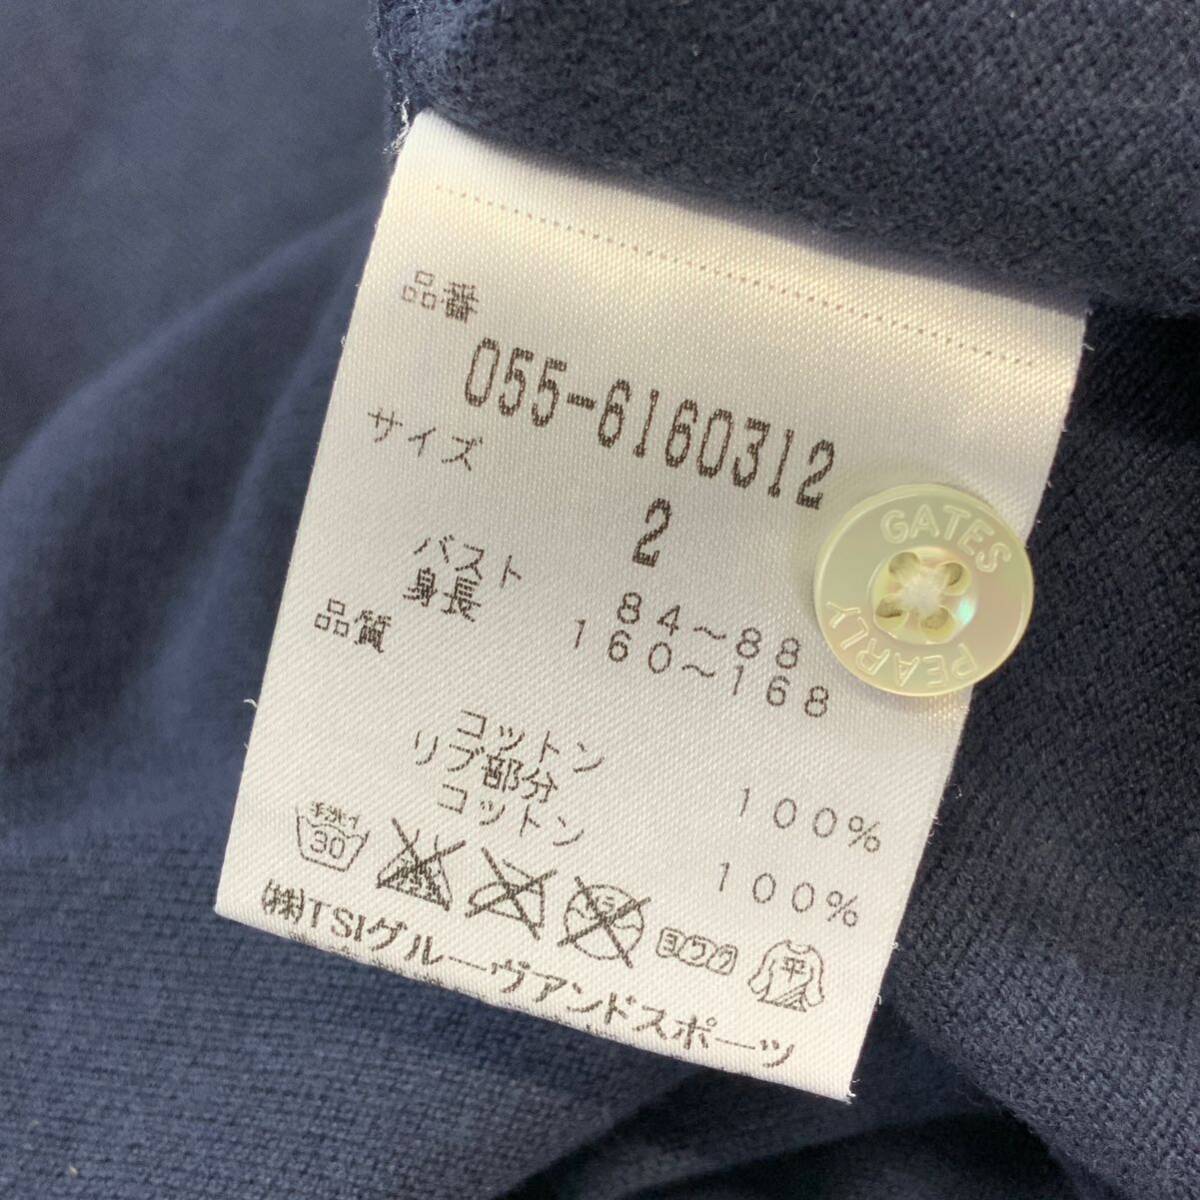 品番
055-6160312
サイズ
2
バスト 84～88
身長 160～168
品質
コットン 100%
リブ部分
コットン 100%
手洗イ
30
ヨワク
平
㈱TSIグルーヴアンドスポーツ
GATES
PEARLY